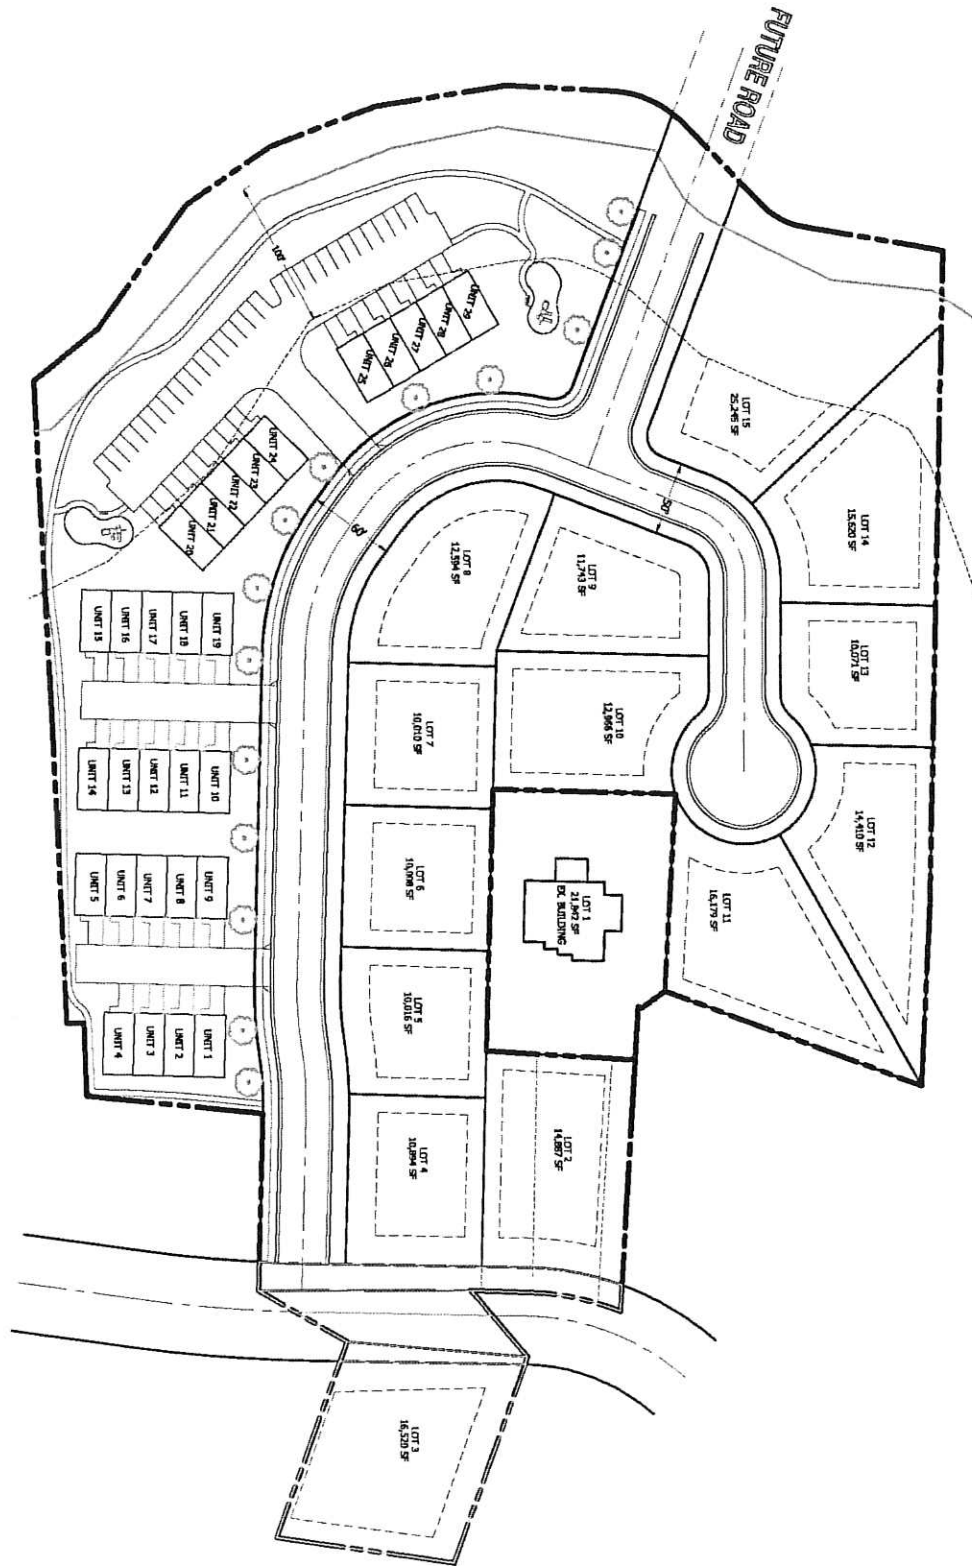 FUTURE ROAD
100'
UNIT 29
UNIT 28
UNIT 27
UNIT 26
UNIT 25
LOT 15
25,245 SF
50'
UNIT 24
UNIT 23
UNIT 22
UNIT 21
UNIT 20
60'
LOT 8
12,594 SF
LOT 9
11,743 SF
LOT 14
15,620 SF
UNIT 15
UNIT 16
UNIT 17
UNIT 18
UNIT 19
LOT 13
10,071 SF
LOT 7
10,010 SF
LOT 10
12,966 SF
UNIT 14
UNIT 13
UNIT 12
UNIT 11
UNIT 10
LOT 12
14,410 SF
UNIT 5
UNIT 6
UNIT 7
UNIT 8
UNIT 9
LOT 6
10,008 SF
LOT 1
21,942 SF
EX. BUILDING
LOT 11
16,179 SF
UNIT 4
UNIT 3
UNIT 2
UNIT 1
LOT 5
10,016 SF
LOT 4
10,894 SF
LOT 2
14,887 SF
LOT 3
16,520 SF